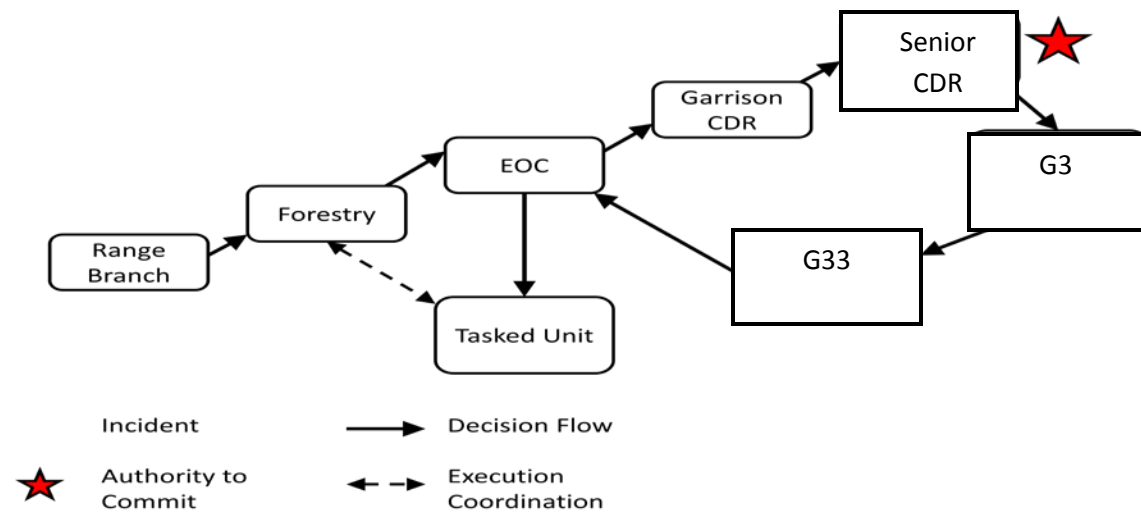 Senior
CDR
Garrison
CDR
G3
EOC
Forestry
Range
Branch
G33
Tasked Unit
Incident
Decision Flow
Authority to
Commit
Execution
Coordination